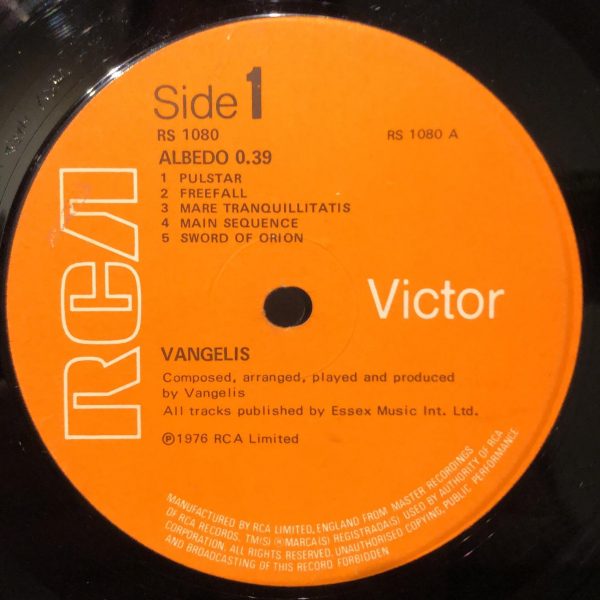 Side 1
RS 1080
RS 1080 A
ALBEDO 0.39
1 PULSTAR
2 FREEFALL
3 MARE TRANQUILLITATIS
4 MAIN SEQUENCE
5 SWORD OF ORION
RCA
Victor
VANGELIS
Composed, arranged, played and produced
by Vangelis
All tracks published by Essex Music Int. Ltd.
℗1976 RCA Limited
MANUFACTURED BY RCA LIMITED, ENGLAND FROM MASTER RECORDINGS
OF RCA RECORDS. TM(S) ® MARCA(S) REGISTRADA(S) USED BY AUTHORITY OF RCA
CORPORATION. ALL RIGHTS RESERVED. UNAUTHORISED COPYING, PUBLIC PERFORMANCE
AND BROADCASTING OF THIS RECORD FORBIDDEN